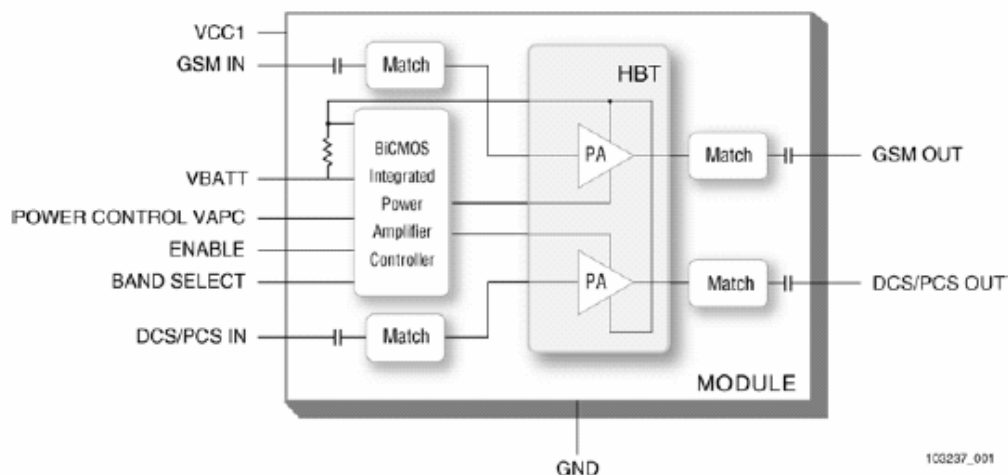 VCC1
GSM IN
Match
HBT
BiCMOS
Integrated
Power
Amplifier
Controller
PA
Match
GSM OUT
VBATT
POWER CONTROL VAPC
ENABLE
BAND SELECT
PA
Match
DCS/PCS OUT
DCS/PCS IN
Match
MODULE
GND
103237_001